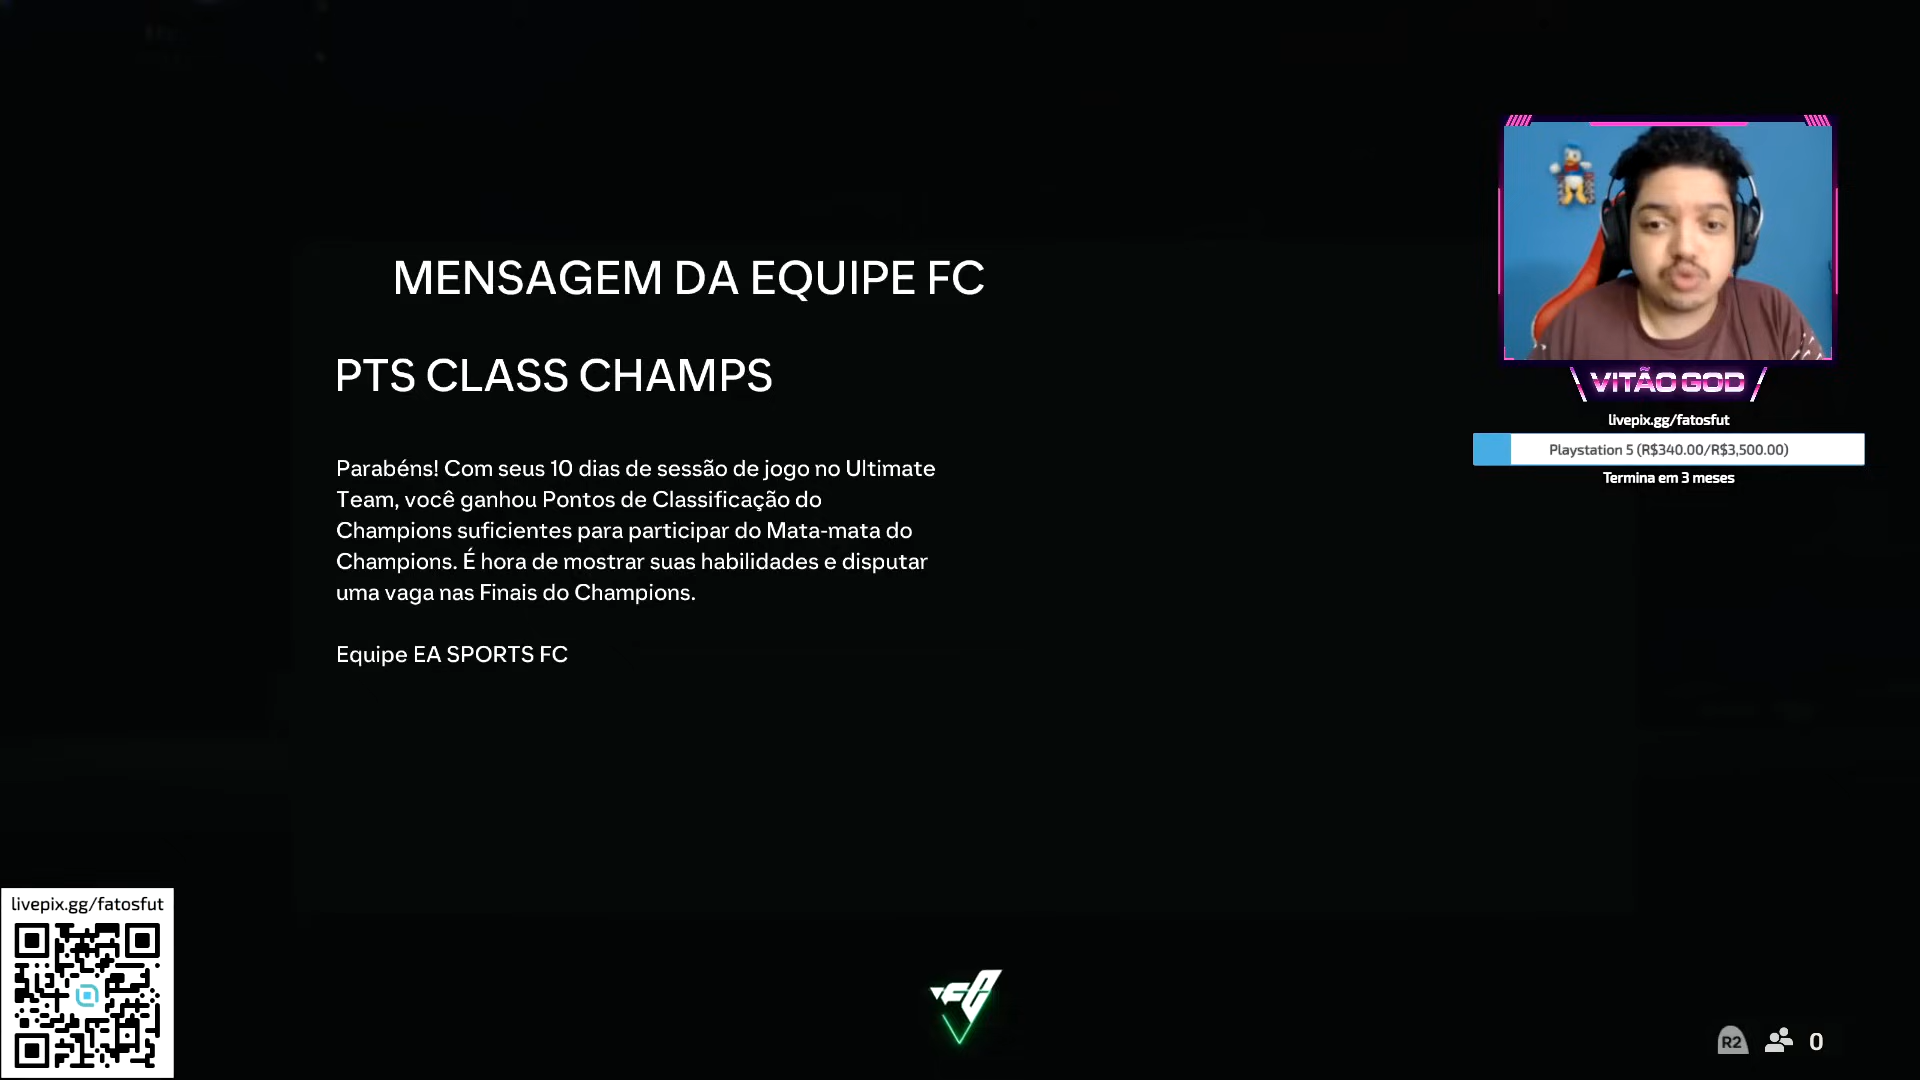 MENSAGEM DA EQUIPE FC
PTS CLASS CHAMPS
Parabéns! Com seus 10 dias de sessão de jogo no Ultimate
Team, você ganhou Pontos de Classificação do
Champions suficientes para participar do Mata-mata do
Champions. É hora de mostrar suas habilidades e disputar
uma vaga nas Finais do Champions.
Equipe EA SPORTS FC
VITÃO GOD
livepix.gg/fatosfut
Playstation 5 (R$340.00/R$3,500.00)
Termina em 3 meses
livepix.gg/fatosfut
FC
R2
0